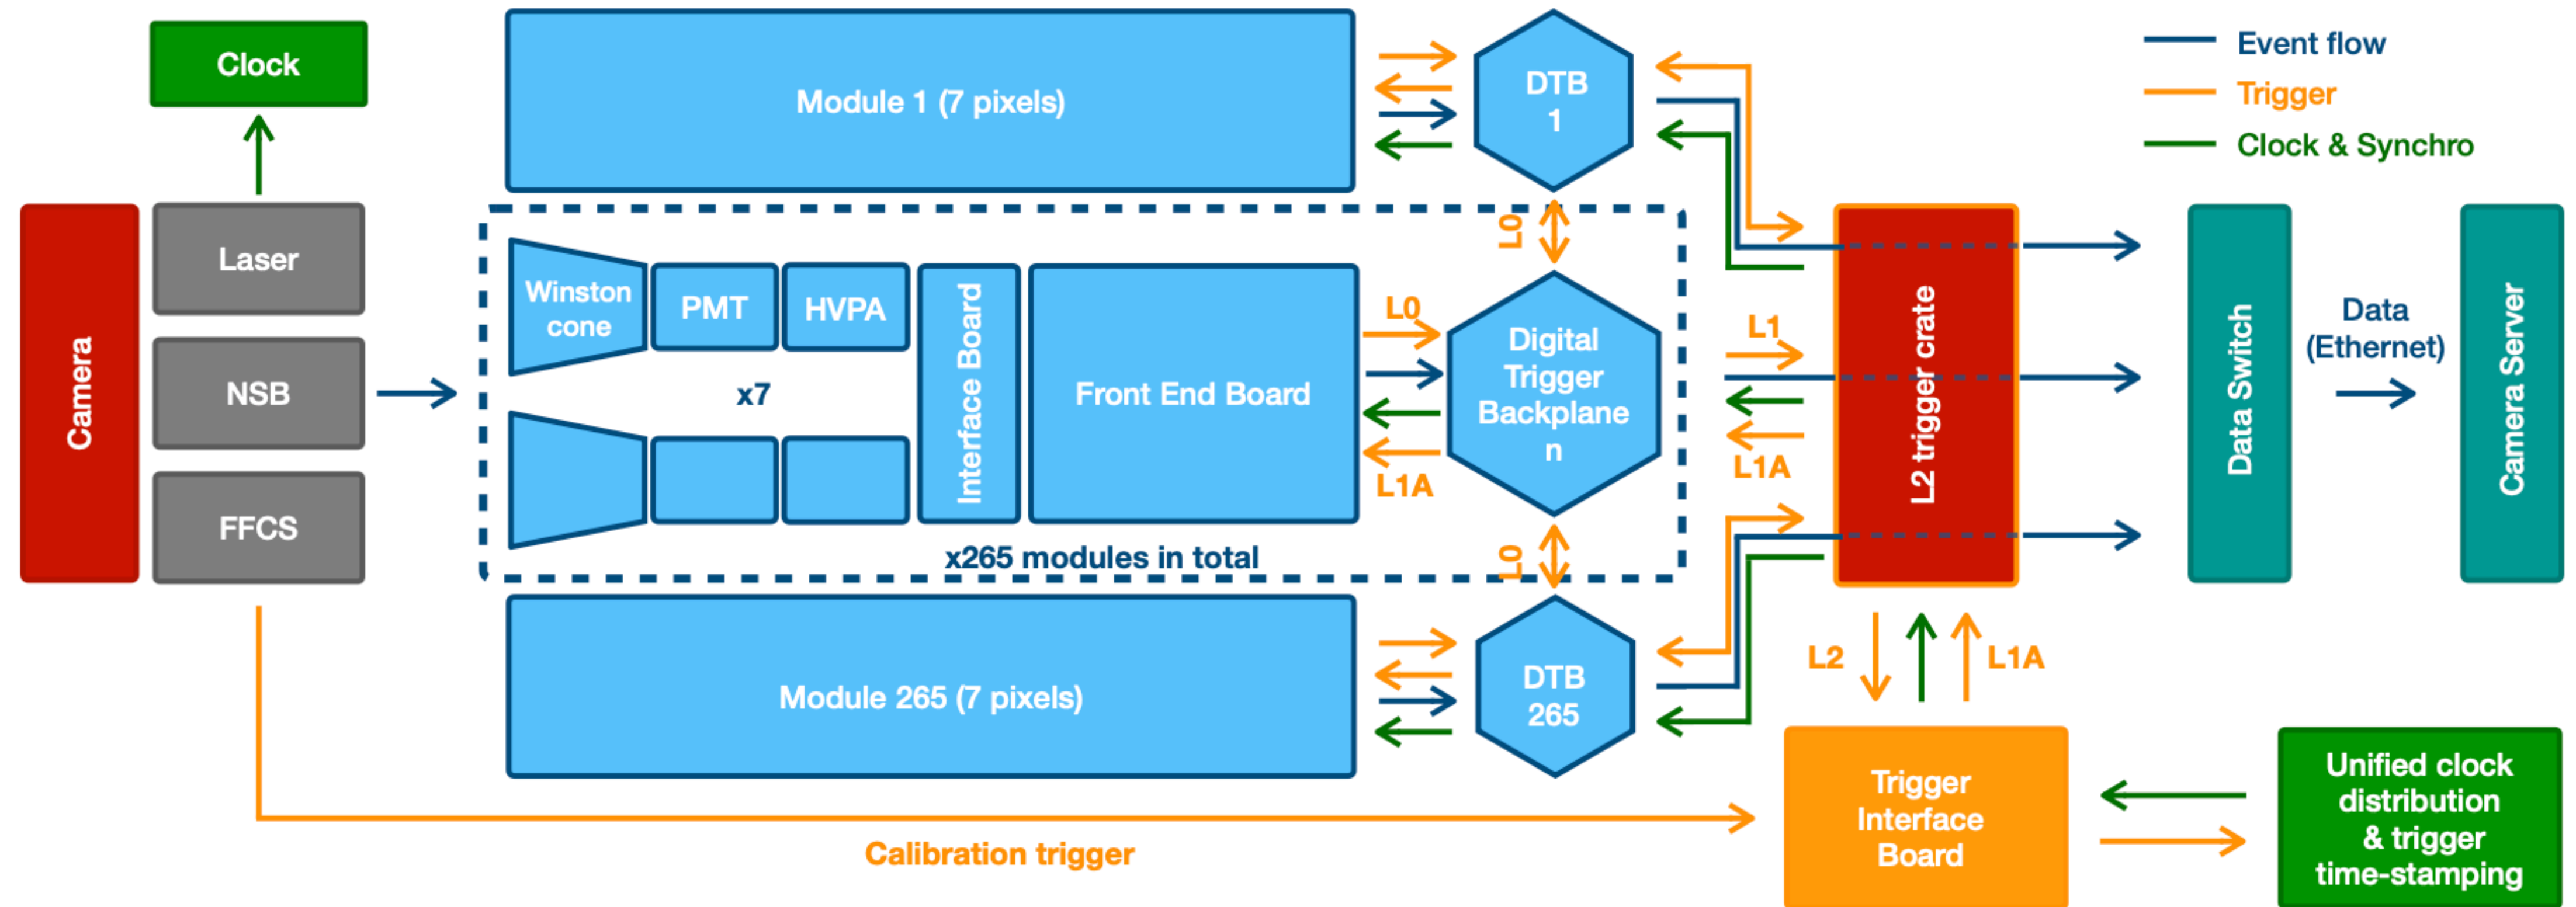 Clock
Camera
Laser
NSB
FFCS
Module 1 (7 pixels)
DTB
1
Event flow
Trigger
Clock & Synchro
L0
Winston
cone
PMT
HVPA
x7
Interface Board
Front End Board
x265 modules in total
L0
L1A
Digital
Trigger
Backplane
n
L0
L1
L1A
L2 trigger crate
Data Switch
Data
(Ethernet)
Camera Server
Module 265 (7 pixels)
DTB
265
L2
L1A
Calibration trigger
Trigger
Interface
Board
Unified clock
distribution
& trigger
time-stamping